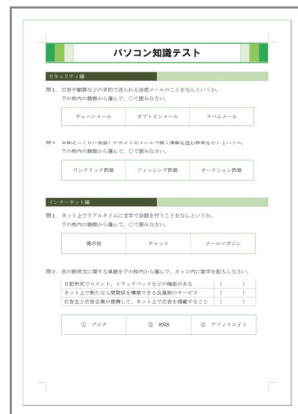 パソコン知識テスト
セキュリティ編
問1．広告や勧誘などの目的で送られる迷惑メールのことをなんというか。
下の枠内の語群から選んで、○で囲みなさい。
チェーンメール オプトインメール スパムメール
下の枠内の語群から選んで、○で囲みなさい。
ワンクリック詐欺 フィッシング詐欺 オークション詐欺
インターネット編
問1．ネット上でリアルタイムに文字で会話を行うことをなんというか。
下の枠内の語群から選んで、○で囲みなさい。
掲示板 チャット メールマガジン
問2．次の説明文に関する単語を下の枠内から選んで、カッコ内に数字を記入しなさい。
日記形式でコメント、トラックバックなどの機能がある （ ）
ネット上で新たな人間関係を構築できる会員制のサービス （ ）
広告主と広告企業が提携して、ネット上で広告を掲載すること （ ）
① ブログ ② SNS ③ アフィリエイト